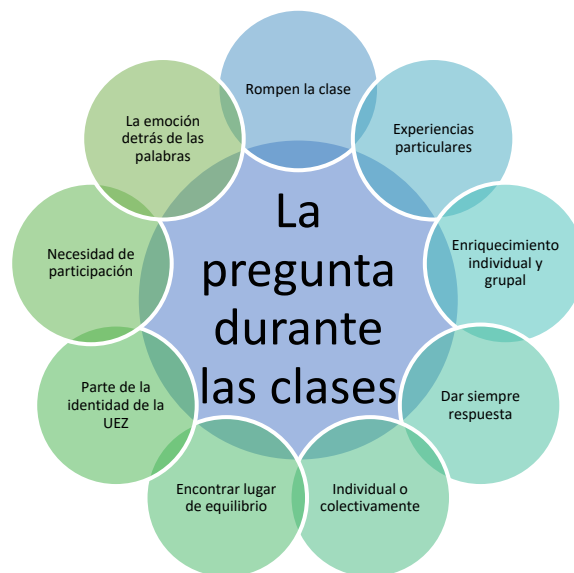 La
pregunta
durante
las clases
Rompen la clase
Experiencias
particulares
Enriquecimiento
individual y
grupal
Dar siempre
respuesta
Individual o
colectivamente
Encontrar lugar
de equilibrio
Parte de la
identidad de la
UEZ
Necesidad de
participación
La emoción
detrás de las
palabras